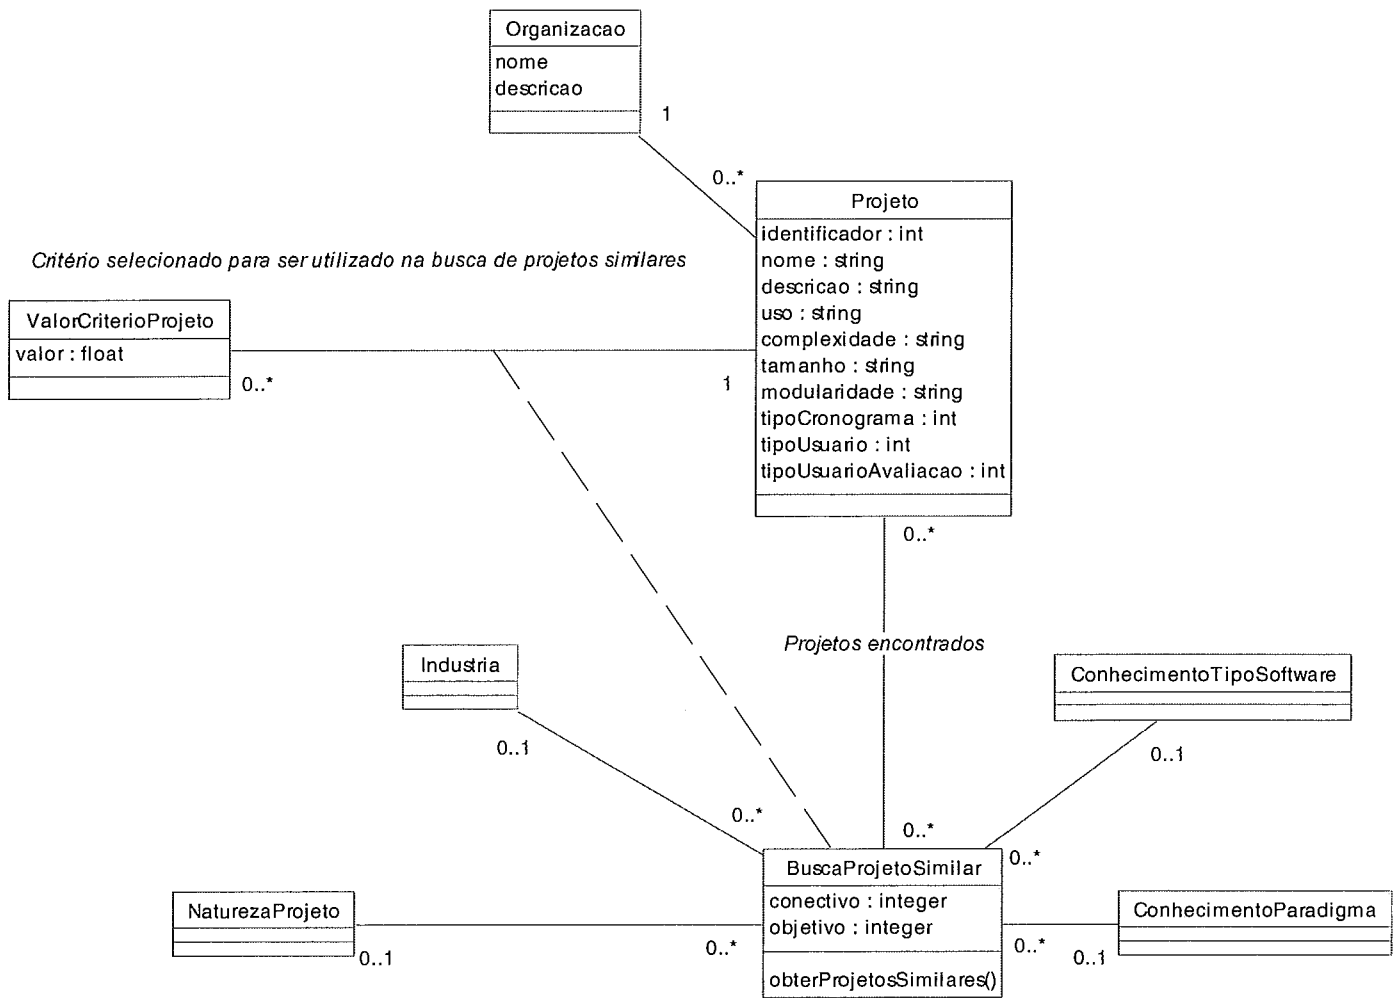 Organizacao
nome
descricao
1
0..*
Projeto
identificador : int
nome : string
descricao : string
uso : string
complexidade : string
tamanho : string
modularidade : string
tipoCronograma : int
tipoUsuario : int
tipoUsuarioAvaliacao : int
Critério selecionado para ser utilizado na busca de projetos similares
ValorCriterioProjeto
valor : float
0..*
1
0..*
Projetos encontrados
Industria
0..1
0..*
0..*
ConhecimentoTipoSoftware
0..1
0..*
BuscaProjetoSimilar
conectivo : integer
objetivo : integer
obterProjetosSimilares()
NaturezaProjeto
0..1
0..*
ConhecimentoParadigma
0..*
0..1